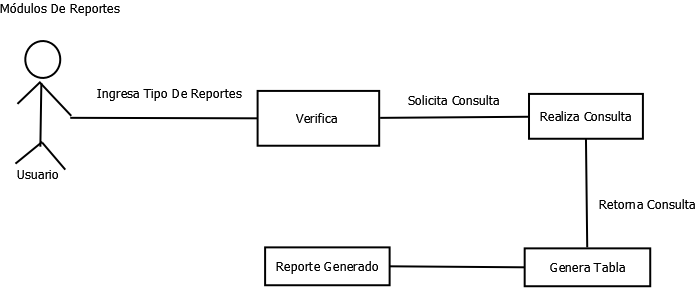 Módulos De Reportes
Ingresa Tipo De Reportes
Verifica
Solicita Consulta
Realiza Consulta
Usuario
Retorna Consulta
Reporte Generado
Genera Tabla